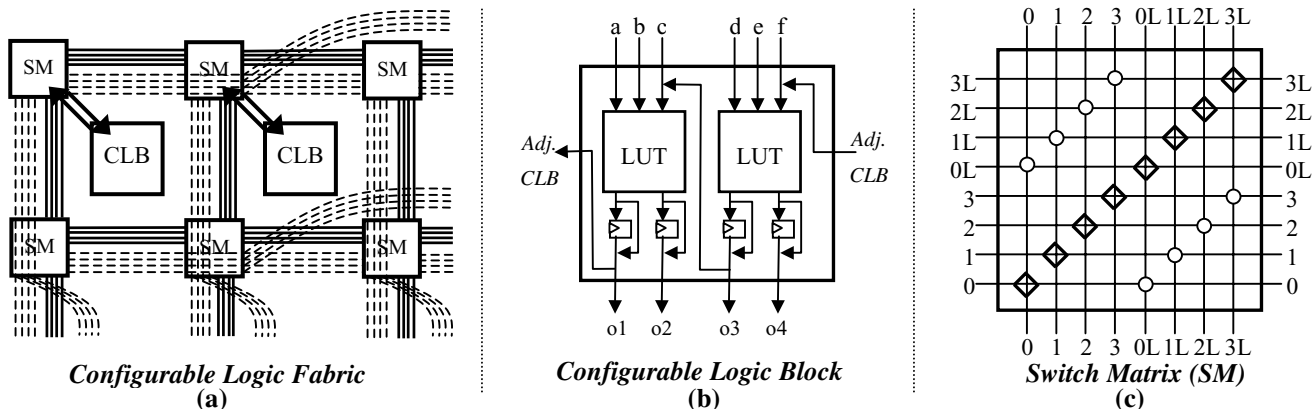 SM SM SM
CLB CLB
SM SM SM
Configurable Logic Fabric
(a)
a b c d e f
Adj.
CLB
LUT LUT
Adj.
CLB
o1 o2 o3 o4
Configurable Logic Block
(b)
0 1 2 3 0L 1L 2L 3L
3L 3L
2L 2L
1L 1L
0L 0L
3 3
2 2
1 1
0 0
0 1 2 3 0L 1L 2L 3L
Switch Matrix (SM)
(c)